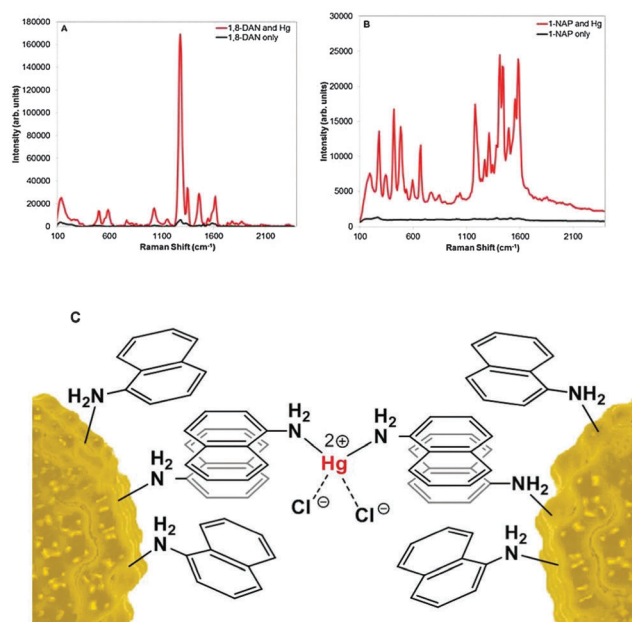 A
1,8-DAN and Hg
1,8-DAN only
Intensity (arb. units)
180000
160000
140000
120000
100000
80000
60000
40000
20000
0
100 600 1100 1600 2100
Raman Shift (cm⁻¹)
B
1-NAP and Hg
1-NAP only
Intensity (arb. units)
30000
25000
20000
15000
10000
5000
0
100 600 1100 1600 2100
Raman Shift (cm⁻¹)
C
H₂N
NH₂
H₂
N
2⊕
H₂
N
Hg
H₂
N
NH₂
Cl⊖
Cl⊖
H₂
N
H₂
N